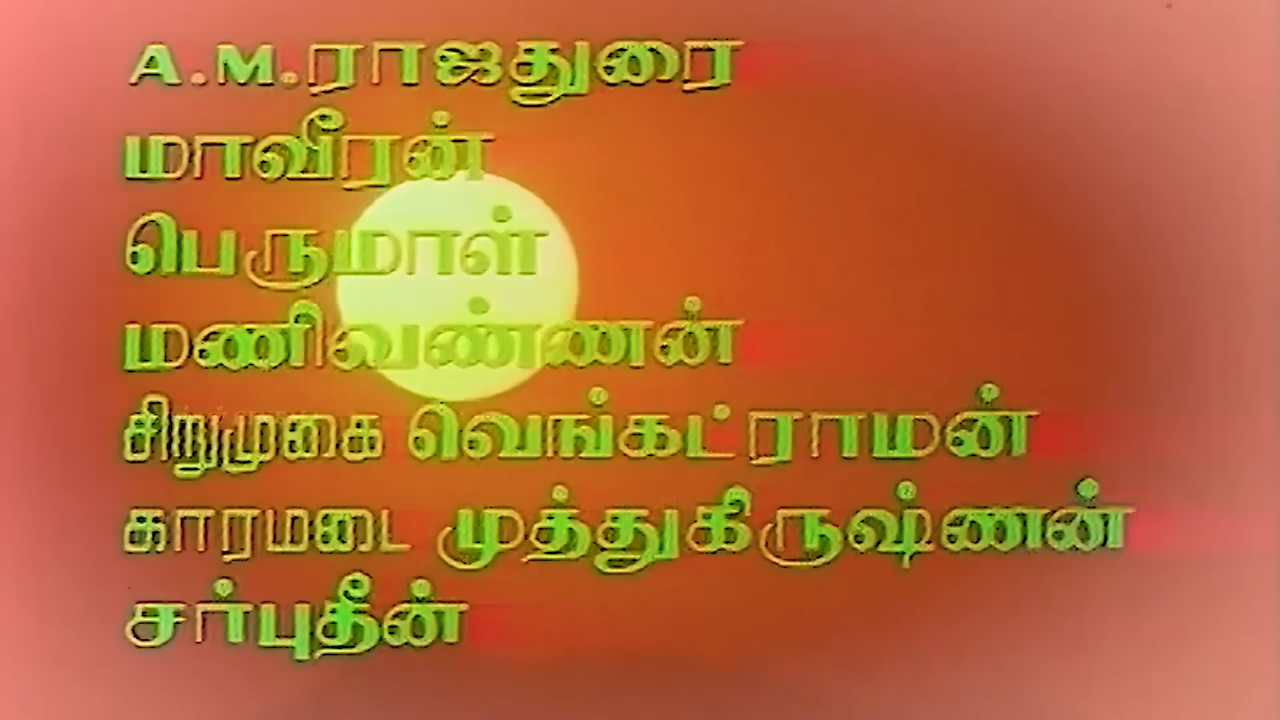 A.M.ராஜதுரை
மாவீரன்
பெருமாள்
மணிவண்ணன்
சிறுமுகை வெங்கட்ராமன்
காரமடை முத்துகிருஷ்ணன்
சர்புதீன்